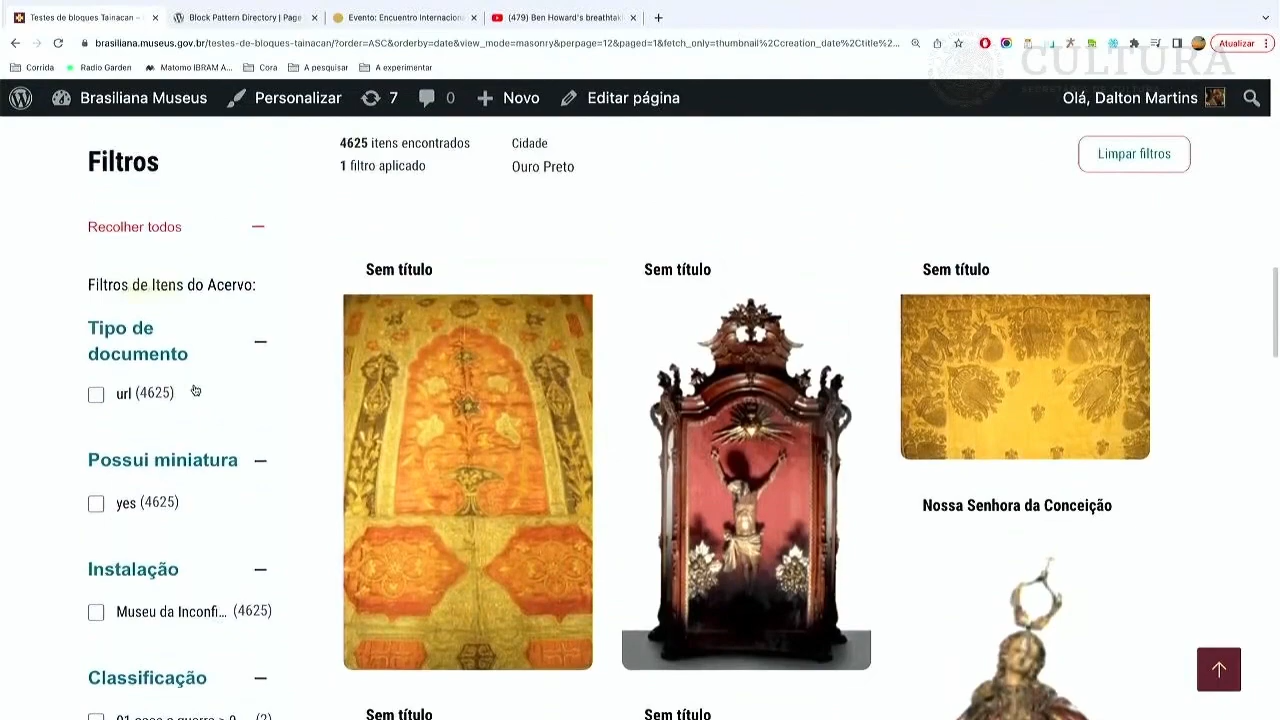 Testes de bloques Tainacan –
Block Pattern Directory | Page
Evento: Encuentro Internacion
(479) Ben Howard's breathtaki
brasiliana.museus.gov.br/testes-de-bloques-tainacan/?order=ASC&orderby=date&view_mode=masonry&perpage=12&paged=1&fetch_only=thumbnail%2Ccreation_date%2Ctitle%2...
Atualizar
Corrida
Radio Garden
Matomo IBRAM A...
Cora
A pesquisar
A experimentar
CULTURA
SECRETARÍA DE CULTURA
Brasiliana Museus
Personalizar
7
0
Novo
Editar página
Olá, Dalton Martins
Filtros
4625 itens encontrados
1 filtro aplicado
Cidade
Ouro Preto
Limpar filtros
Recolher todos
Filtros de Itens do Acervo:
Tipo de
documento
url (4625)
Possui miniatura
yes (4625)
Instalação
Museu da Inconfi... (4625)
Classificação
Sem título
Sem título
Sem título
Nossa Senhora da Conceição
Sem título
Sem título